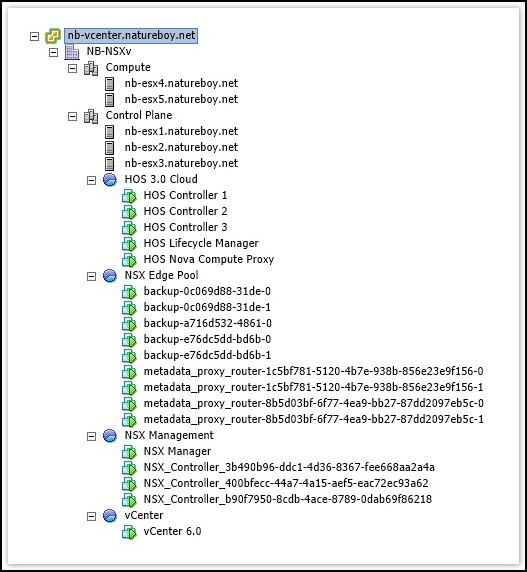 nb-vcenter.natureboy.net
NB-NSXv
Compute
nb-esx4.natureboy.net
nb-esx5.natureboy.net
Control Plane
nb-esx1.natureboy.net
nb-esx2.natureboy.net
nb-esx3.natureboy.net
HOS 3.0 Cloud
HOS Controller 1
HOS Controller 2
HOS Controller 3
HOS Lifecycle Manager
HOS Nova Compute Proxy
NSX Edge Pool
backup-0c069d88-31de-0
backup-0c069d88-31de-1
backup-a716d532-4861-0
backup-e76dc5dd-bd6b-0
backup-e76dc5dd-bd6b-1
metadata_proxy_router-1c5bf781-5120-4b7e-938b-856e23e9f156-0
metadata_proxy_router-1c5bf781-5120-4b7e-938b-856e23e9f156-1
metadata_proxy_router-8b5d03bf-6f77-4ea9-bb27-87dd2097eb5c-0
metadata_proxy_router-8b5d03bf-6f77-4ea9-bb27-87dd2097eb5c-1
NSX Management
NSX Manager
NSX_Controller_3b490b96-ddc1-4d36-8367-fee668aa2a4a
NSX_Controller_400bfecc-44a7-4a15-aef5-eac72ec93a62
NSX_Controller_b90f7950-8cdb-4ace-8789-0dab69f86218
vCenter
vCenter 6.0